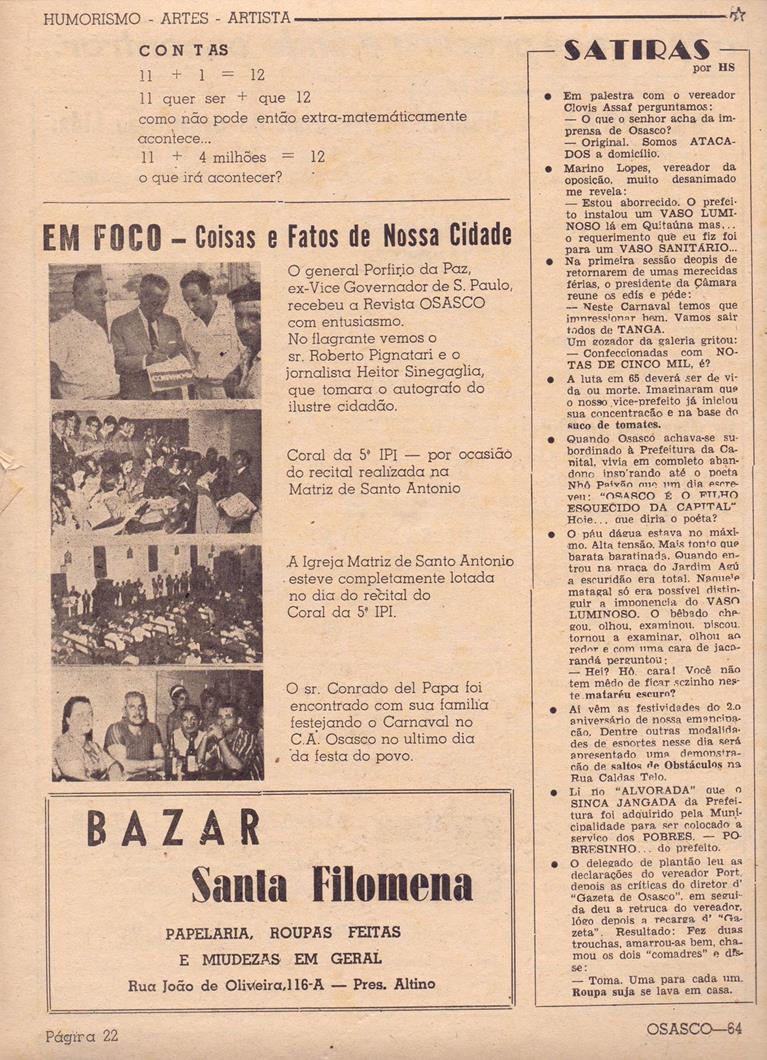 HUMORISMO - ARTES - ARTISTA
CONTAS
11 + 1 = 12
11 quer ser + que 12
como não pode então extra-matemáticamente
acontece...
11 + 4 milhões = 12
o que irá acontecer?
EM FOCO – Coisas e Fatos de Nossa Cidade
O general Porfirio da Paz,
ex-Vice Governador de S. Paulo,
recebeu a Revista OSASCO
com entusiasmo.
No flagrante vemos o
sr. Roberto Pignatari e o
jornalista Heitor Sinegaglia,
que tomara o autografo do
ilustre cidadão.
Coral da 5ª IPI — por ocasião
do recital realizada na
Matriz de Santo Antonio
A Igreja Matriz de Santo Antonio
esteve completamente lotada
no dia do recital do
Coral da 5ª IPI.
O sr. Conrado del Papa foi
encontrado com sua familia
festejando o Carnaval no
C.A. Osasco no ultimo dia
da festa do povo.
BAZAR
Santa Filomena
PAPELARIA, ROUPAS FEITAS
E MIUDEZAS EM GERAL
Rua João de Oliveira, 116-A — Pres. Altino
SATIRAS
por HS
● Em palestra com o vereador
Clovis Assaf perguntamos:
— O que o senhor acha da im-
prensa de Osasco?
— Original. Somos ATACA-
DOS a domicílio.
● Marino Lopes, vereador da
oposição, muito desanimado
me revela:
— Estou aborrecido. O prefei-
to instalou um VASO LUMI-
NOSO lá em Quitaúna mas...
o requerimento que eu fiz foi
para um VASO SANITÁRIO...
● Na primeira sessão deopis de
retornarem de umas merecidas
férias, o presidente da Câmara
reune os edís e péde:
— Neste Carnaval temos que
impressionar bem. Vamos sair
todos de TANGA.
Um gozador da galeria gritou:
— Confeccionadas com NO-
TAS DE CINCO MIL, é?
● A luta em 65 deverá ser de vi-
da ou morte. Imaginaram que
o nosso vice-prefeito já iniciou
sua concentracão e na base do
suco de tomates.
● Quando Osasco achava-se su-
bordinado à Prefeitura da Ca-
pital, vivia em completo aban-
dono inspirando até o poeta
Nhô Paixão que um dia escre-
veu: "OSASCO É O FILHO
ESQUECIDO DA CAPITAL"
Hoje... que diria o poéta?
● O páu dágua estava no máxi-
mo. Alta tensão. Mais tonto que
barata baratinada. Quando en-
trou na praca do Jardim Agú
a escuridão era total. Naquele
matagal só era possível distin-
guir a imponencia do VASO
LUMINOSO. O bêbado che-
gou, olhou, examinou, piscou,
tornou a examinar, olhou ao
redor e com uma cara de jaca-
randá perguntou:
— Hei? Hô, cara! Você não
tem mêdo de ficar sozinho nes-
te mataréu escuro?
● Aí vêm as festividades do 2.o
aniversário de nossa emancipa-
cão. Dentre outras modalida-
des de esportes nesse dia será
apresentado uma demonstra-
cão de saltos de Obstáculos na
Rua Caldas Telo.
● Li no "ALVORADA" que o
SINCA JANGADA da Prefei-
tura foi adquirido pela Muni-
cipalidade para ser colocado a
serviço dos POBRES. — PO-
BRESINHO... do prefeito.
● O delegado de plantão leu as
declarações do vereador Port,
depois as críticas do diretor d'
"Gazeta de Osasco", em segui-
da deu a retruca do vereador,
lógo depois a recarga d' "Ga-
zeta". Resultado: Fez duas
trouchas, amarrou-as bem, cha-
mou os dois "comadres" e dis-
se:
— Toma. Uma para cada um.
Roupa suja se lava em casa.
Página 22
OSASCO—64